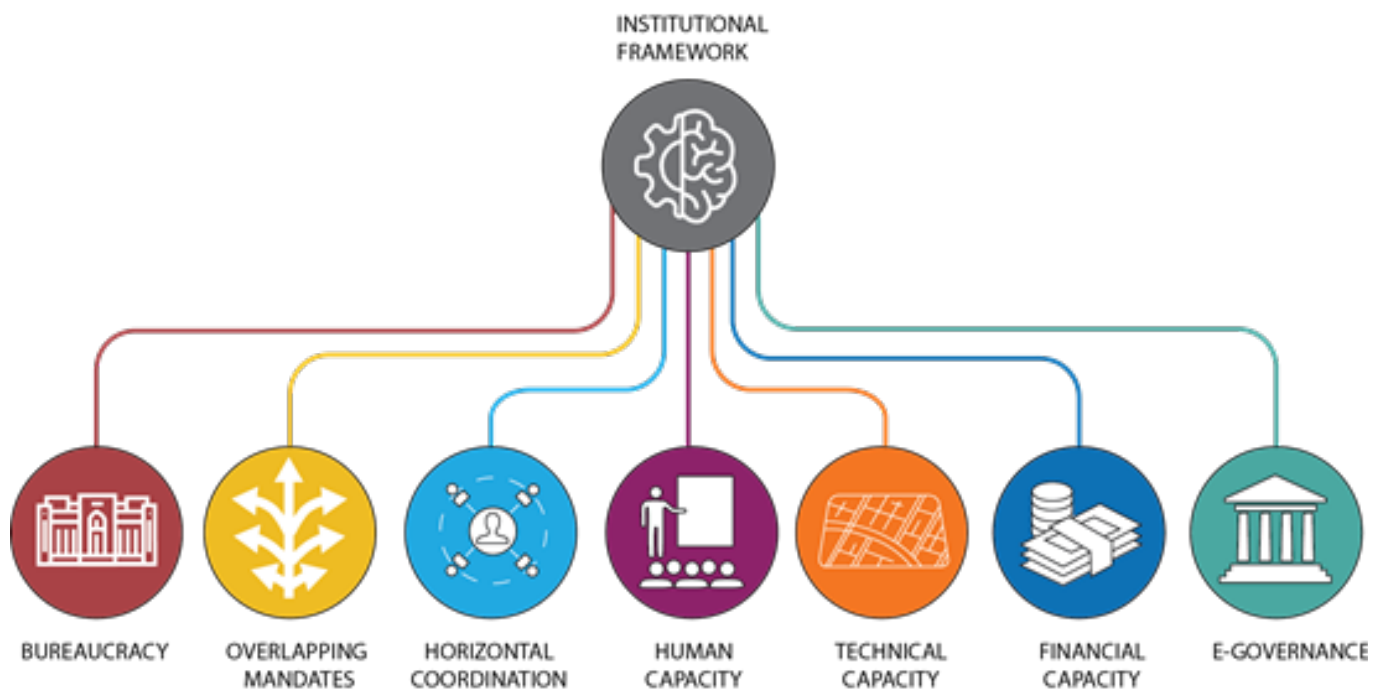 INSTITUTIONAL
FRAMEWORK
BUREAUCRACY
OVERLAPPING
MANDATES
HORIZONTAL
COORDINATION
HUMAN
CAPACITY
TECHNICAL
CAPACITY
FINANCIAL
CAPACITY
E-GOVERNANCE